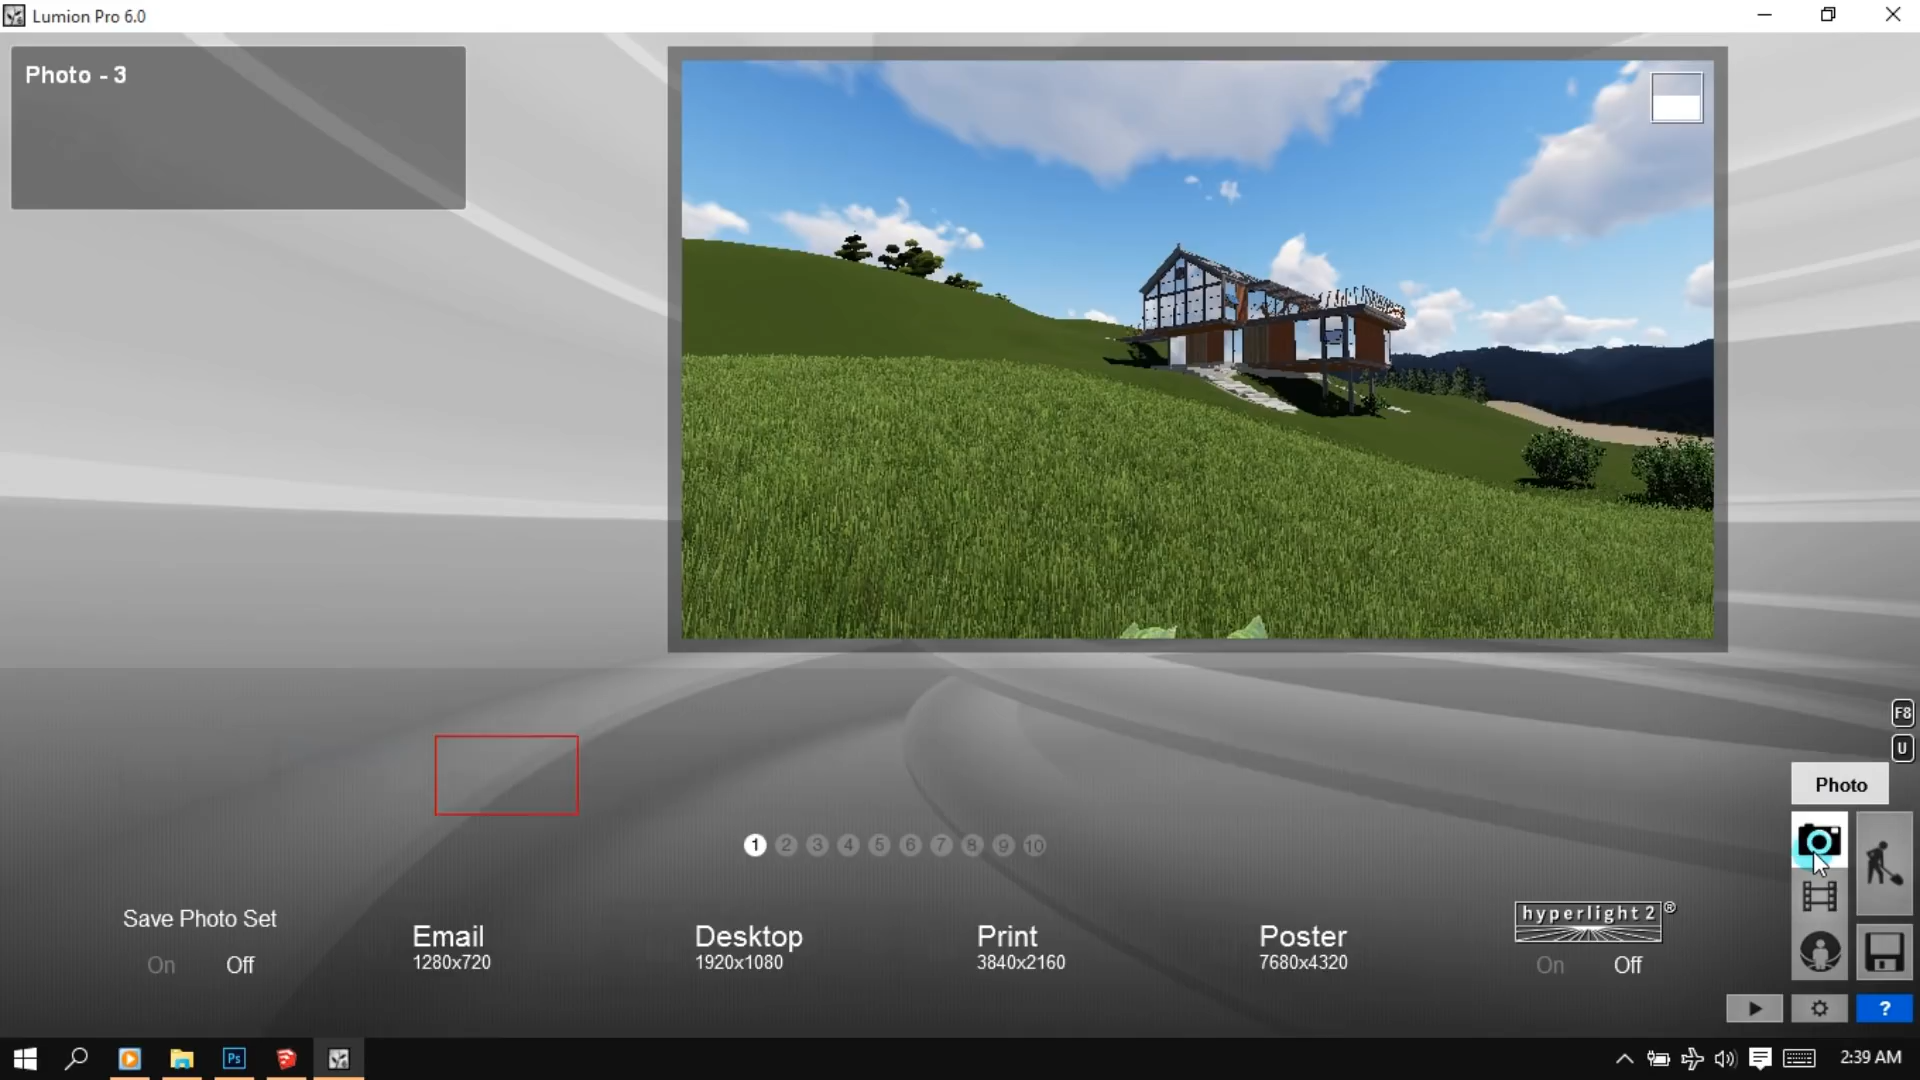 Lumion Pro 6.0
Photo - 3
F8
U
Photo
1 2 3 4 5 6 7 8 9 10
Save Photo Set
On Off
Email
1280x720
Desktop
1920x1080
Print
3840x2160
Poster
7680x4320
hyperlight 2 ®
On Off
?
Ps
2:39 AM